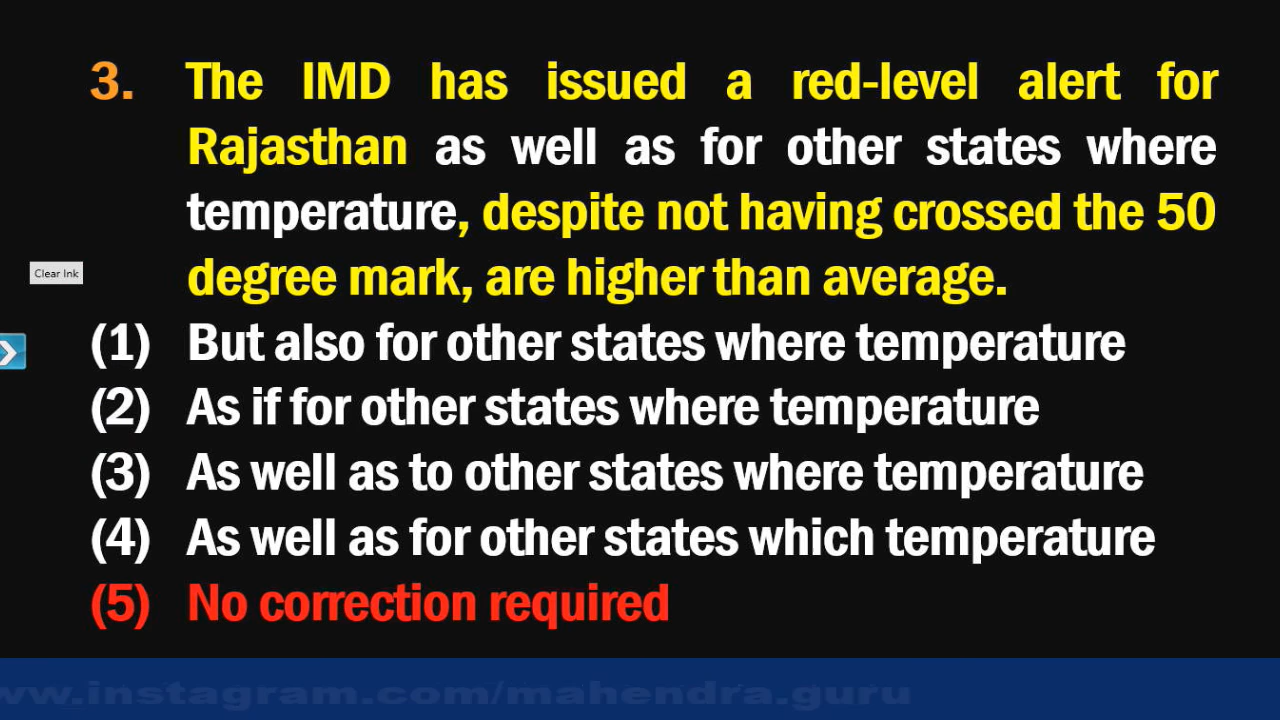 3. The IMD has issued a red-level alert for
Rajasthan as well as for other states where
temperature, despite not having crossed the 50
Clear Ink
degree mark, are higher than average.
(1) But also for other states where temperature
(2) As if for other states where temperature
(3) As well as to other states where temperature
(4) As well as for other states which temperature
(5) No correction required
ww.instagram.com/mahendra.guru